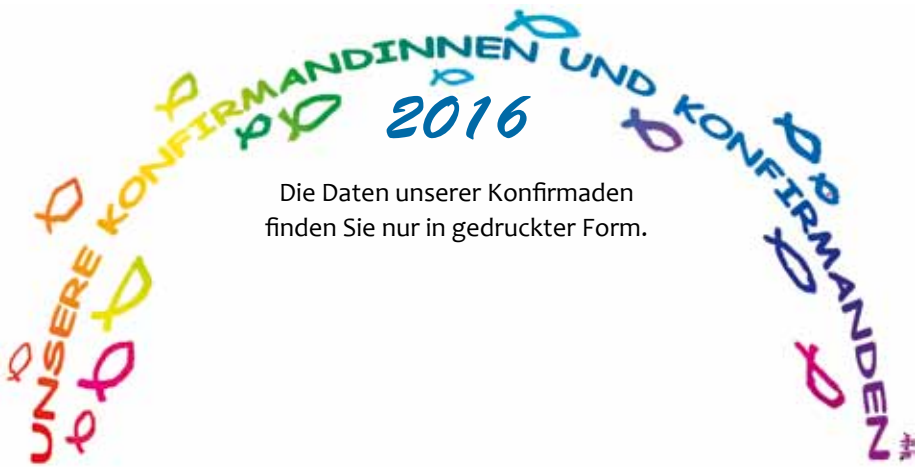 UNSERE KONFIRMANDINNEN UND KONFIRMANDEN
2016
Die Daten unserer Konfirmaden
finden Sie nur in gedruckter Form.